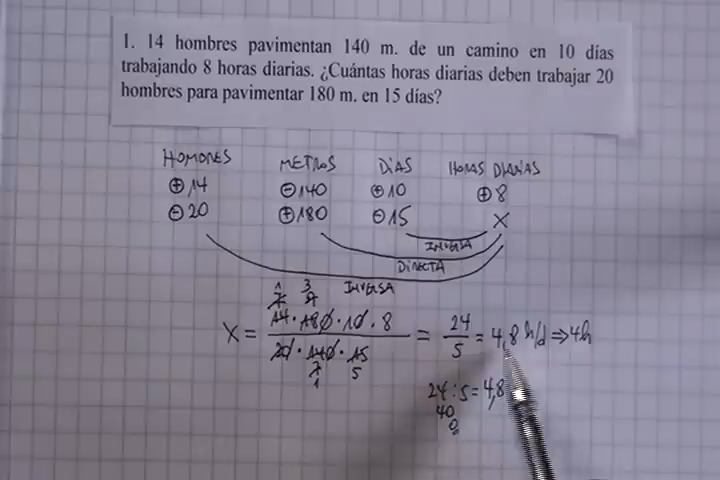 1. 14 hombres pavimentan 140 m. de un camino en 10 días
trabajando 8 horas diarias. ¿Cuántas horas diarias deben trabajar 20
hombres para pavimentar 180 m. en 15 días?
HOMBRES METROS DÍAS HORAS DIARIAS
⊕ 14 ⊖ 140 ⊕ 10 ⊕ 8
⊖ 20 ⊕ 180 ⊖ 15 X
INVERSA
DIRECTA
INVERSA
X = 14 · 180 · 10 · 8 / 20 · 140 · 15 = 24/5 = 4,8 h/d ⇒ 4h
24 : 5 = 4,8
40
0